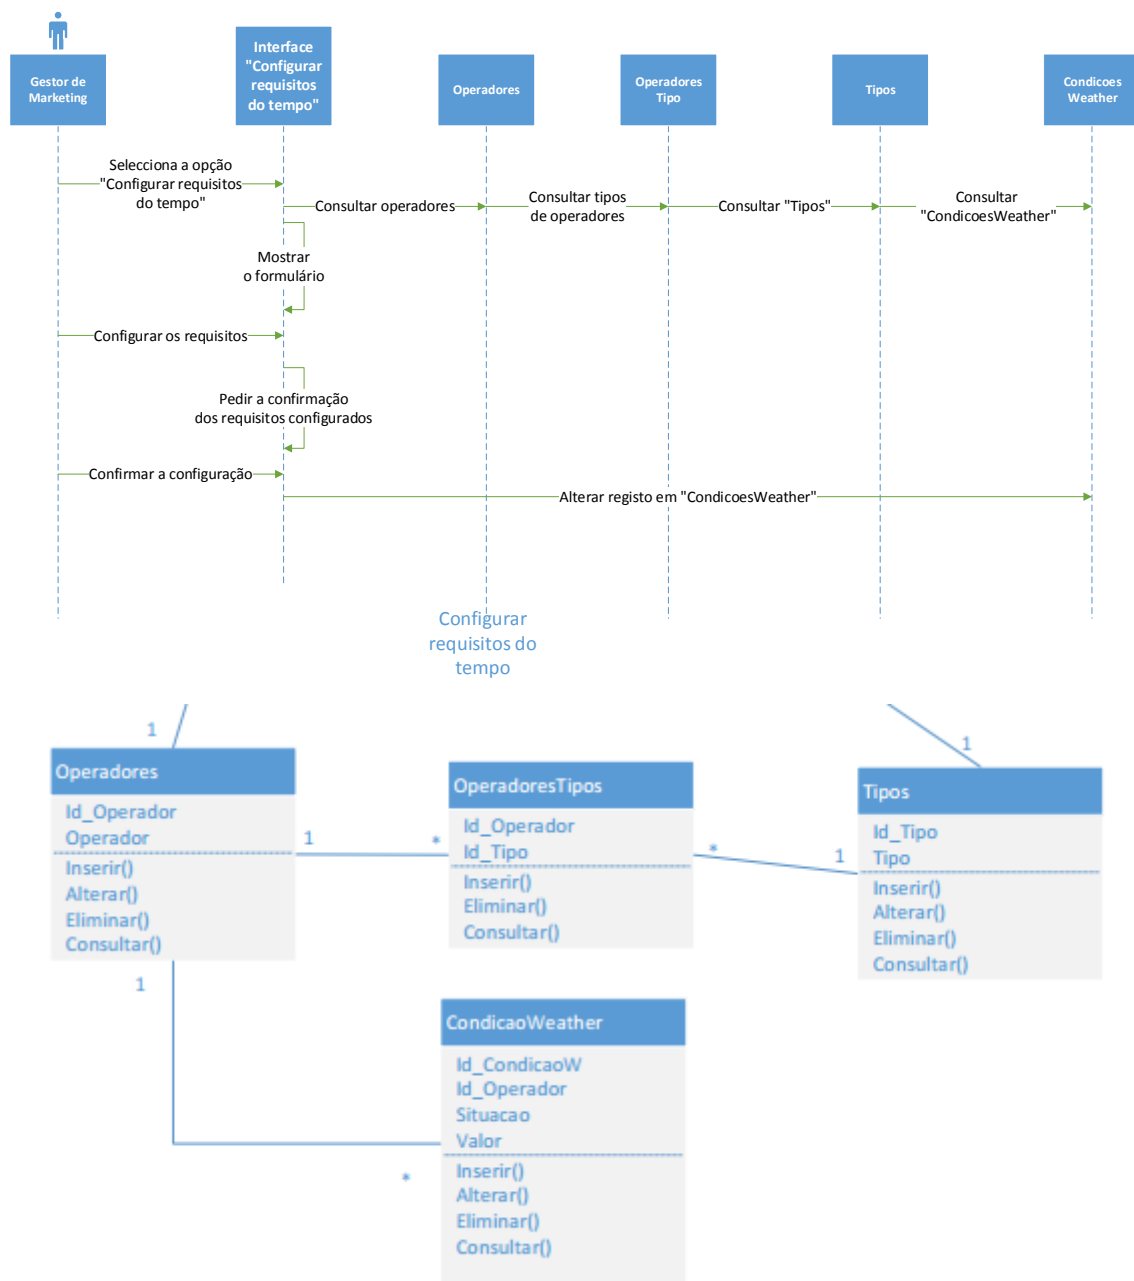 Gestor de
Marketing
Interface
"Configurar
requisitos
do tempo"
Operadores
Operadores
Tipo
Tipos
Condicoes
Weather
Selecciona a opção
"Configurar requisitos
do tempo"
Consultar operadores
Consultar tipos
de operadores
Consultar "Tipos"
Consultar
"CondicoesWeather"
Mostrar
o formulário
Configurar os requisitos
Pedir a confirmação
dos requisitos configurados
Confirmar a configuração
Alterar registo em "CondicoesWeather"
Configurar
requisitos do
tempo
1
1
Operadores
Id_Operador
Operador
Inserir()
Alterar()
Eliminar()
Consultar()
1
*
OperadoresTipos
Id_Operador
Id_Tipo
Inserir()
Eliminar()
Consultar()
*
1
Tipos
Id_Tipo
Tipo
Inserir()
Alterar()
Eliminar()
Consultar()
1
CondicaoWeather
Id_CondicaoW
Id_Operador
Situacao
Valor
Inserir()
Alterar()
Eliminar()
Consultar()
*